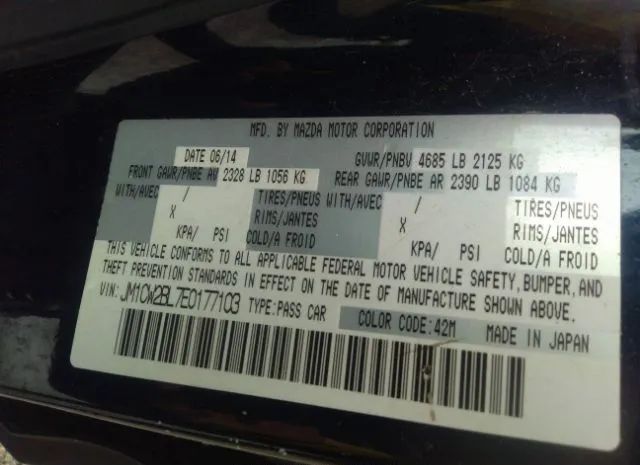 MFD. BY MAZDA MOTOR CORPORATION
DATE 06/14 GVWR/PNBV 4685 LB 2125 KG
FRONT GAWR/PNBE AV 2328 LB 1056 KG REAR GAWR/PNBE AR 2390 LB 1084 KG
WITH/AVEC / TIRES/PNEUS WITH/AVEC / TIRES/PNEUS
X RIMS/JANTES X RIMS/JANTES
KPA/ PSI COLD/A FROID KPA/ PSI COLD/A FROID
THIS VEHICLE CONFORMS TO ALL APPLICABLE FEDERAL MOTOR VEHICLE SAFETY, BUMPER, AND
THEFT PREVENTION STANDARDS IN EFFECT ON THE DATE OF MANUFACTURE SHOWN ABOVE.
VIN: JM1CW2BL7E0177103 TYPE:PASS CAR COLOR CODE:42M MADE IN JAPAN